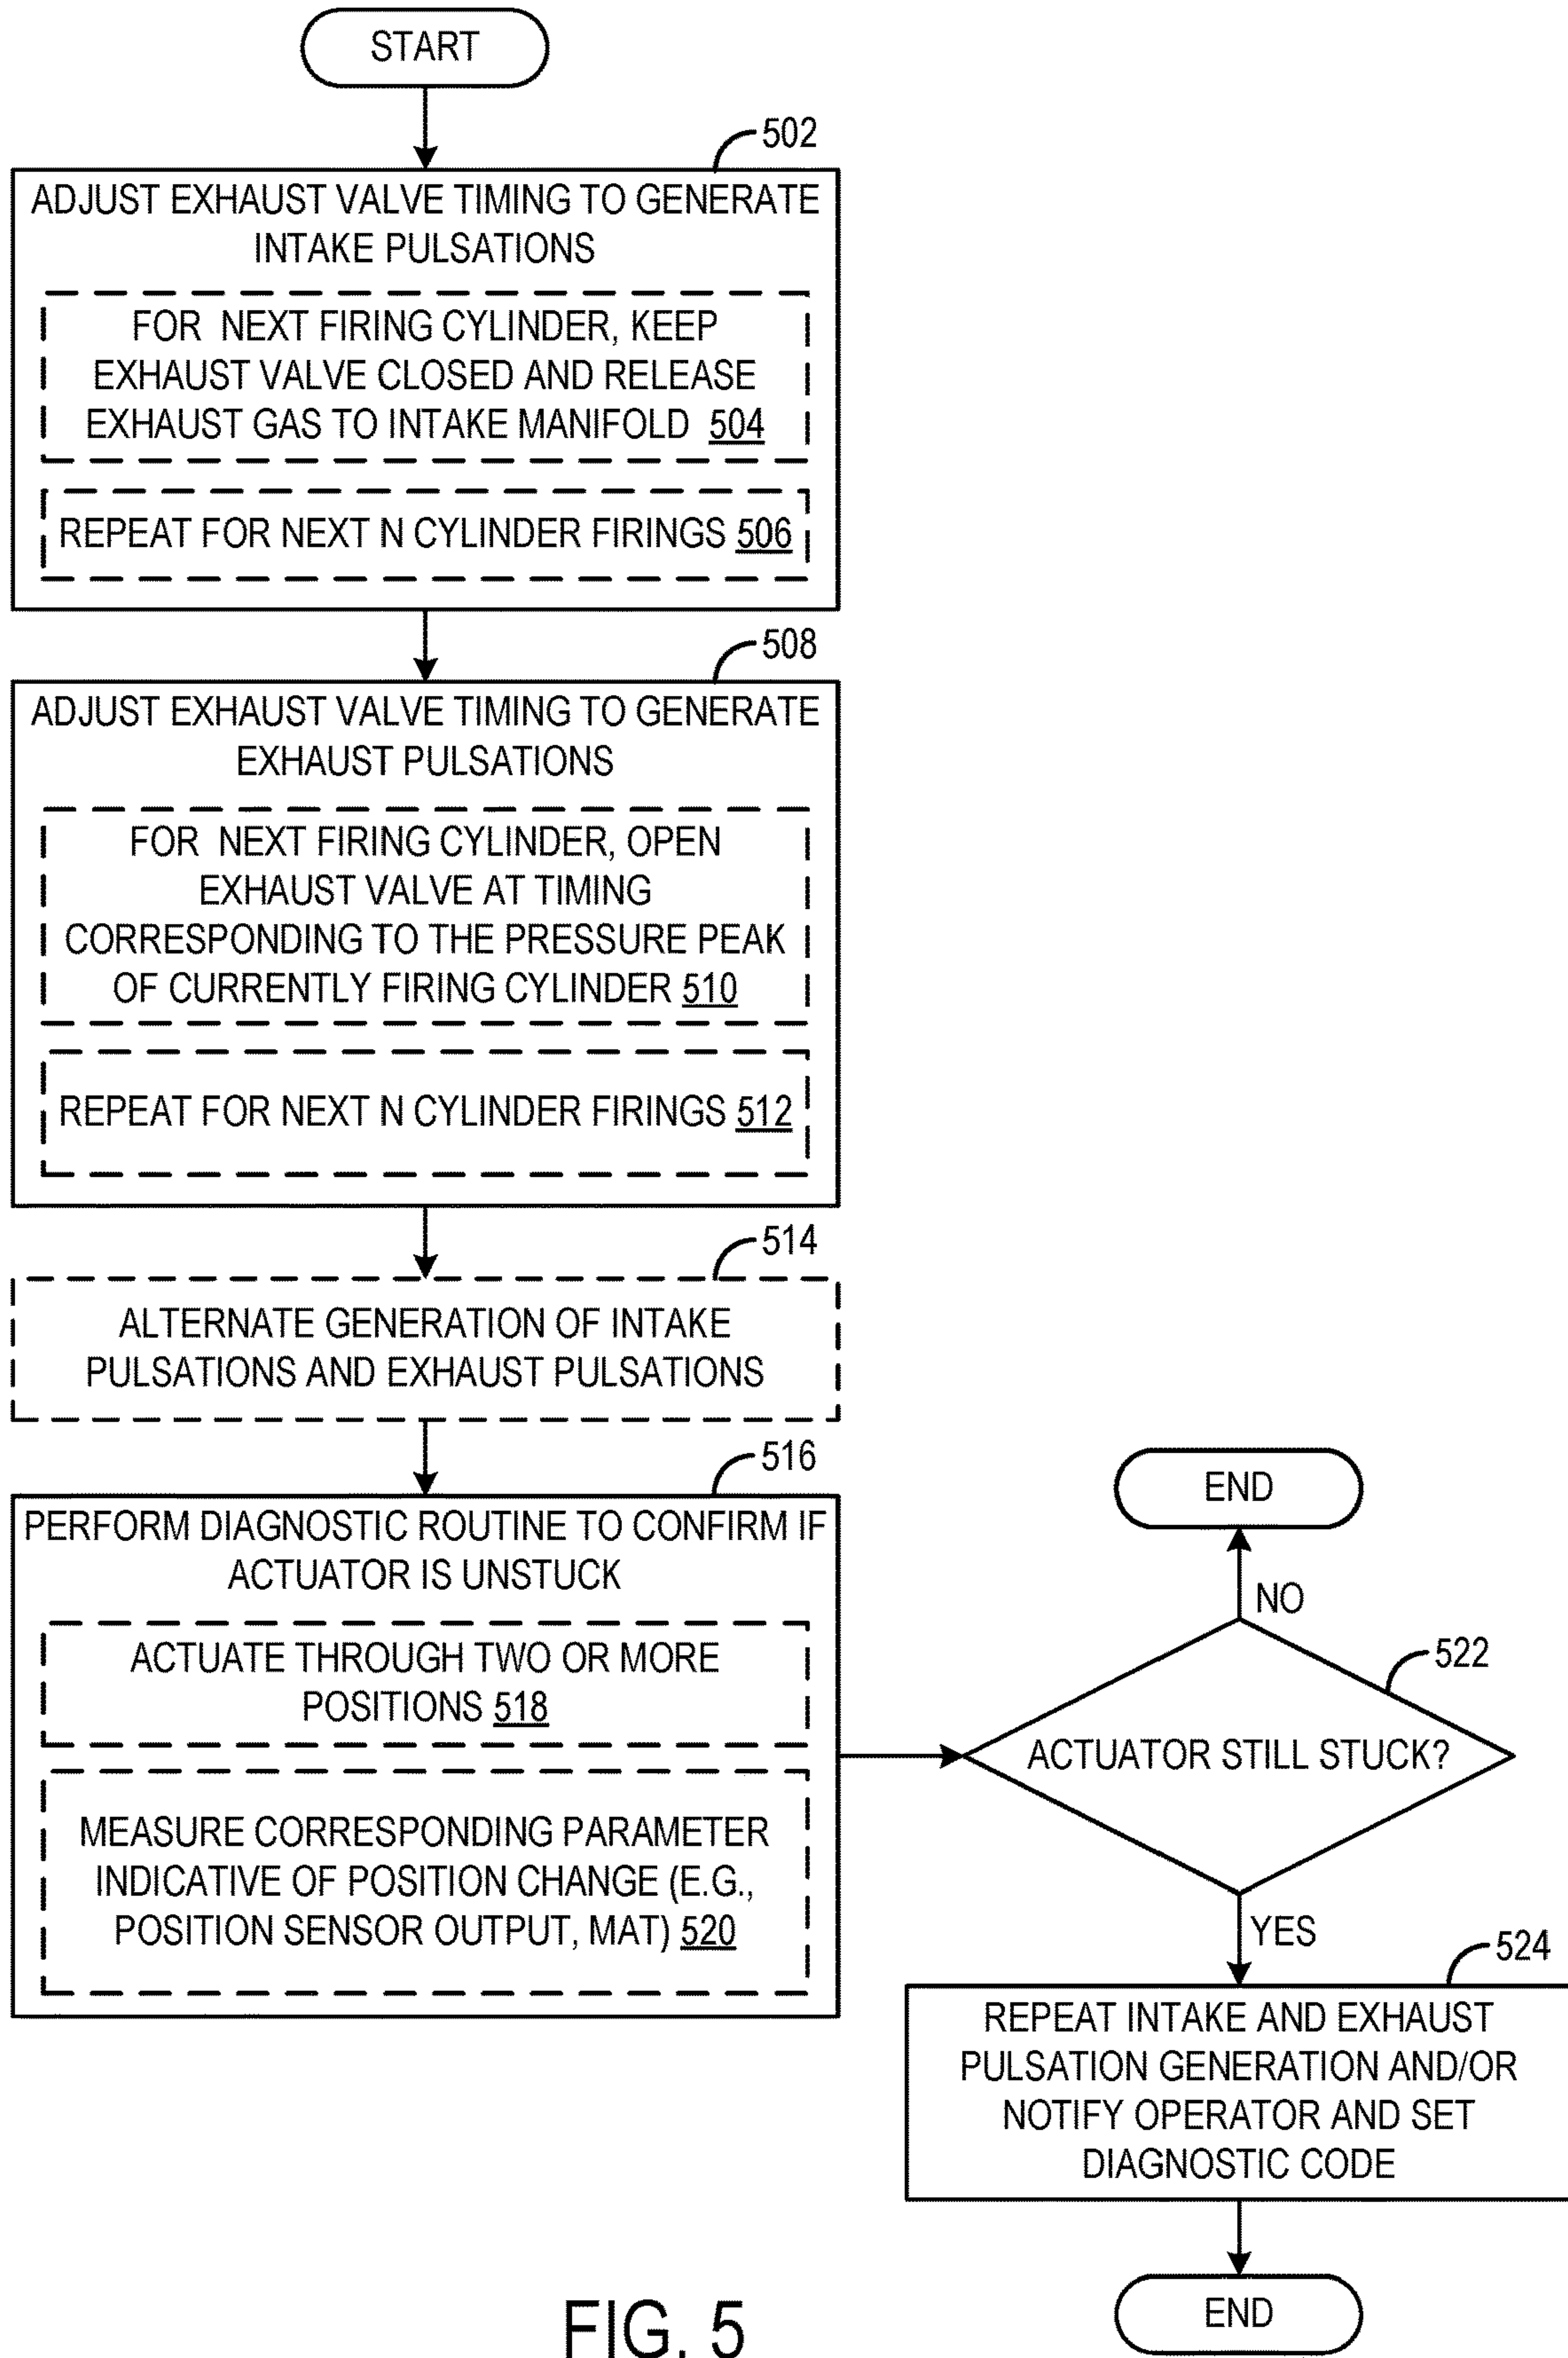 START
502
ADJUST EXHAUST VALVE TIMING TO GENERATE
INTAKE PULSATIONS
FOR NEXT FIRING CYLINDER, KEEP
EXHAUST VALVE CLOSED AND RELEASE
EXHAUST GAS TO INTAKE MANIFOLD 504
REPEAT FOR NEXT N CYLINDER FIRINGS 506
508
ADJUST EXHAUST VALVE TIMING TO GENERATE
EXHAUST PULSATIONS
FOR NEXT FIRING CYLINDER, OPEN
EXHAUST VALVE AT TIMING
CORRESPONDING TO THE PRESSURE PEAK
OF CURRENTLY FIRING CYLINDER 510
REPEAT FOR NEXT N CYLINDER FIRINGS 512
514
ALTERNATE GENERATION OF INTAKE
PULSATIONS AND EXHAUST PULSATIONS
516
PERFORM DIAGNOSTIC ROUTINE TO CONFIRM IF
ACTUATOR IS UNSTUCK
ACTUATE THROUGH TWO OR MORE
POSITIONS 518
MEASURE CORRESPONDING PARAMETER
INDICATIVE OF POSITION CHANGE (E.G.,
POSITION SENSOR OUTPUT, MAT) 520
END
NO
522
ACTUATOR STILL STUCK?
YES
524
REPEAT INTAKE AND EXHAUST
PULSATION GENERATION AND/OR
NOTIFY OPERATOR AND SET
DIAGNOSTIC CODE
END
FIG. 5